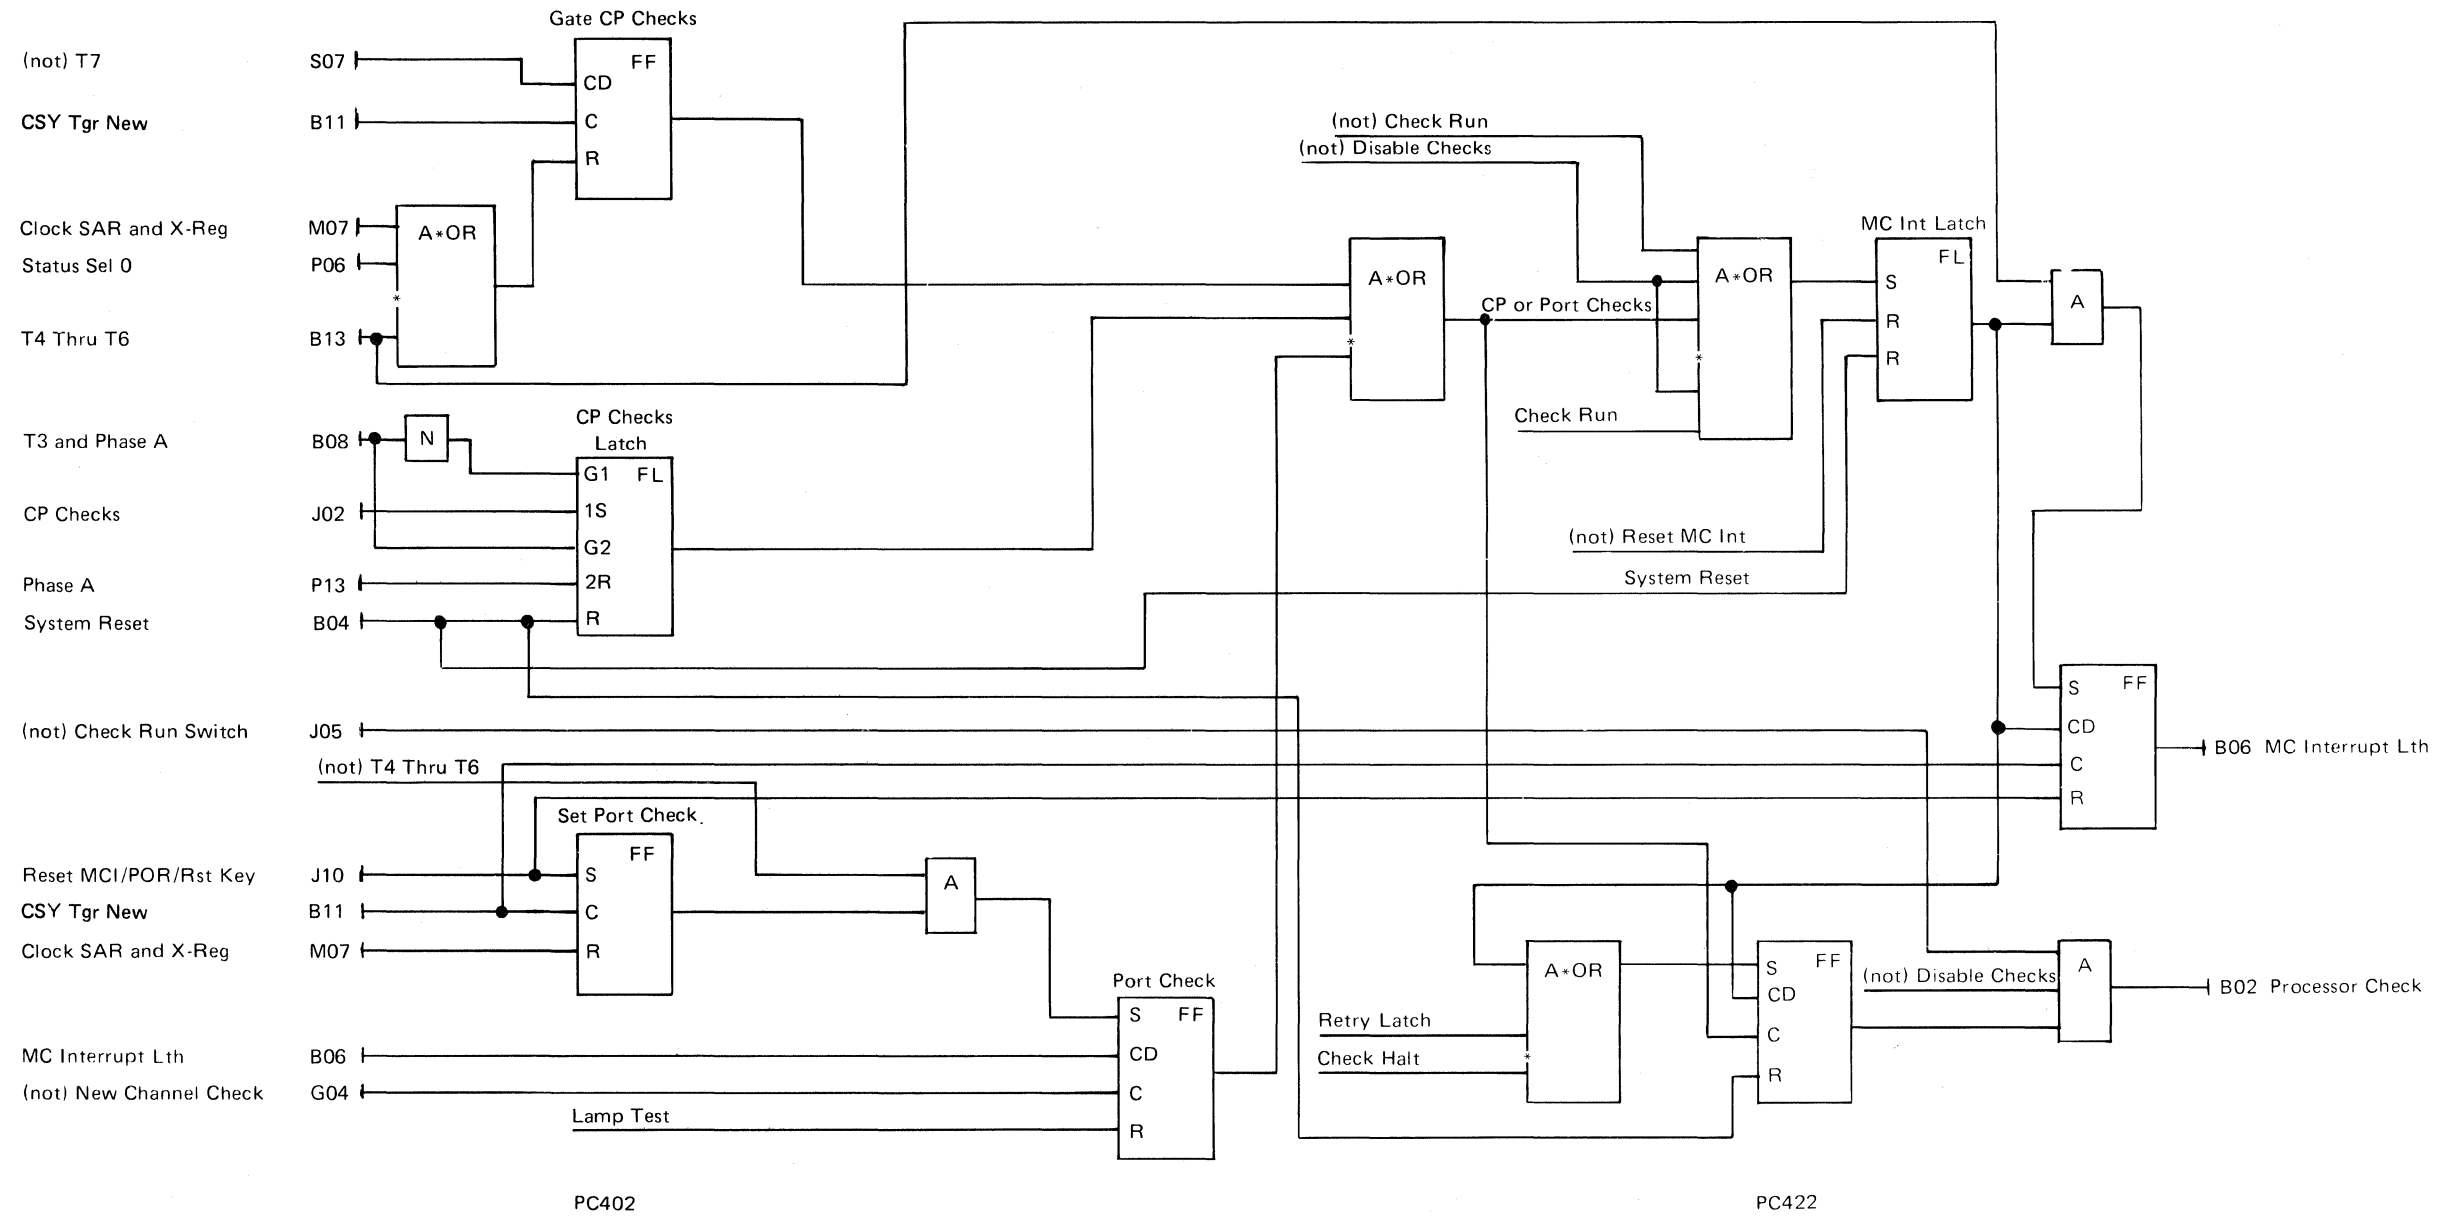 Gate CP Checks
(not) T7 S07
FF
CD
CSY Tgr New B11
C
R
(not) Check Run
(not) Disable Checks
Clock SAR and X-Reg M07
A*OR
Status Sel 0 P06
*
T4 Thru T6 B13
A*OR
*
CP or Port Checks
A*OR
*
Check Run
MC Int Latch
FL
S
R
R
A
CP Checks
Latch
T3 and Phase A B08
N
G1 FL
CP Checks J02
1S
G2
Phase A P13
2R
System Reset B04
R
(not) Reset MC Int
System Reset
S FF
CD
C
R
B06 MC Interrupt Lth
(not) Check Run Switch J05
(not) T4 Thru T6
Set Port Check.
FF
Reset MCI/POR/Rst Key J10
S
CSY Tgr New B11
C
Clock SAR and X-Reg M07
R
A
Port Check
S FF
MC Interrupt Lth B06
CD
(not) New Channel Check G04
C
Lamp Test
R
A*OR
Retry Latch
*
Check Halt
S FF
CD
C
R
(not) Disable Checks
A
B02 Processor Check
PC402
PC422